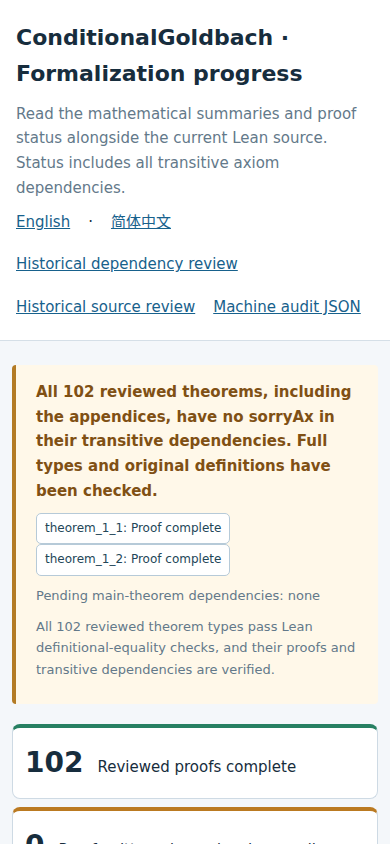 ConditionalGoldbach ·
Formalization progress
Read the mathematical summaries and proof
status alongside the current Lean source.
Status includes all transitive axiom
dependencies.
English · 简体中文
Historical dependency review
Historical source review Machine audit JSON
All 102 reviewed theorems, including
the appendices, have no sorryAx in
their transitive dependencies. Full
types and original definitions have
been checked.
theorem_1_1: Proof complete
theorem_1_2: Proof complete
Pending main-theorem dependencies: none
All 102 reviewed theorem types pass Lean
definitional-equality checks, and their proofs and
transitive dependencies are verified.
102 Reviewed proofs complete
0